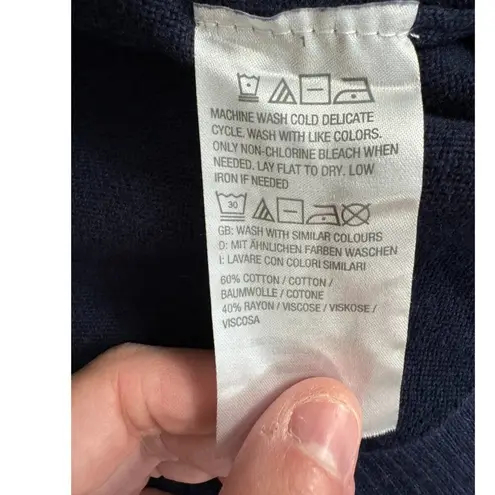 MACHINE WASH COLD DELICATE
CYCLE. WASH WITH LIKE COLORS.
ONLY NON-CHLORINE BLEACH WHEN
NEEDED. LAY FLAT TO DRY. LOW
IRON IF NEEDED
30
GB: WASH WITH SIMILAR COLOURS
D: MIT ÄHNLICHEN FARBEN WASCHEN
I: LAVARE CON COLORI SIMILARI
60% COTTON / COTTON /
BAUMWOLLE / COTONE
40% RAYON / VISCOSE / VISKOSE /
VISCOSA